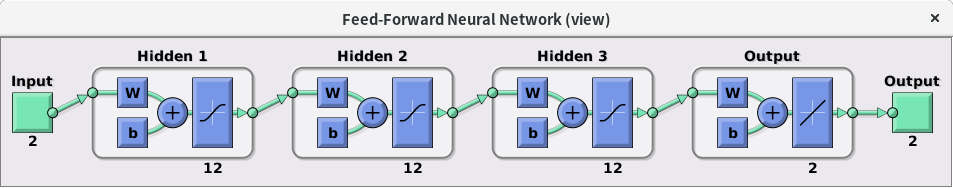 Feed-Forward Neural Network (view)
×
Hidden 1
Hidden 2
Hidden 3
Output
Input
Output
W
W
W
W
+
+
+
+
b
b
b
b
2
2
12
12
12
2